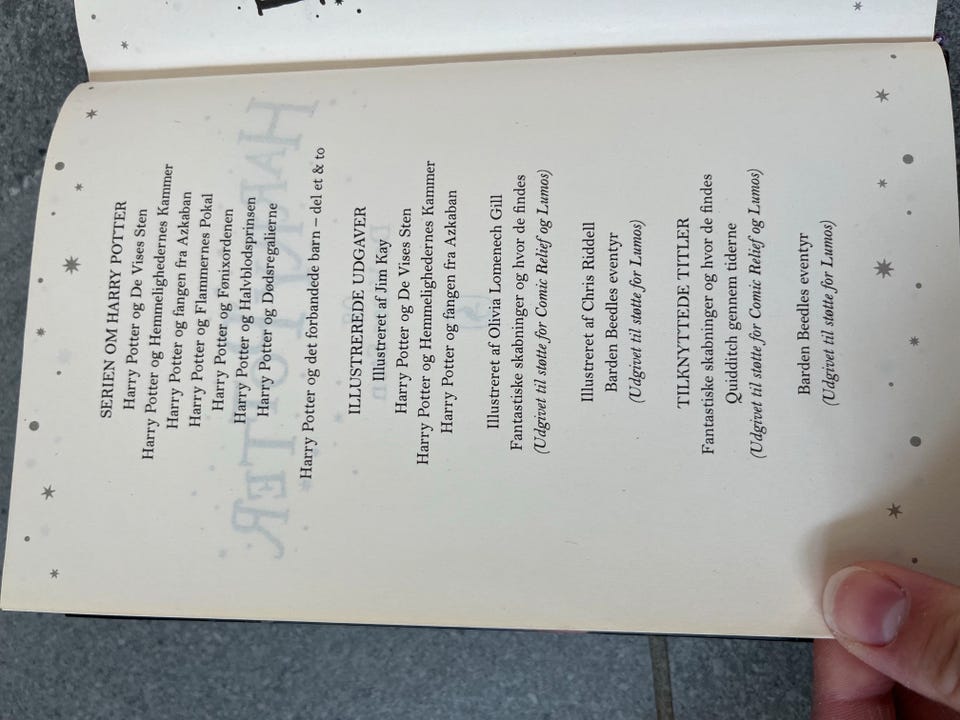 SERIEN OM HARRY POTTER
Harry Potter og De Vises Sten
Harry Potter og Hemmelighedernes Kammer
Harry Potter og fangen fra Azkaban
Harry Potter og Flammernes Pokal
Harry Potter og Fønixordenen
Harry Potter og Halvblodsprinsen
Harry Potter og Dødsregalierne
Harry Potter og det forbandede barn – del et & to
ILLUSTREREDE UDGAVER
Illustreret af Jim Kay
Harry Potter og De Vises Sten
Harry Potter og Hemmelighedernes Kammer
Harry Potter og fangen fra Azkaban
Illustreret af Olivia Lomenech Gill
Fantastiske skabninger og hvor de findes
(Udgivet til støtte for Comic Relief og Lumos)
Illustreret af Chris Riddell
Barden Beedles eventyr
(Udgivet til støtte for Lumos)
TILKNYTTEDE TITLER
Fantastiske skabninger og hvor de findes
Quidditch gennem tiderne
(Udgivet til støtte for Comic Relief og Lumos)
Barden Beedles eventyr
(Udgivet til støtte for Lumos)
HARRY POTTER